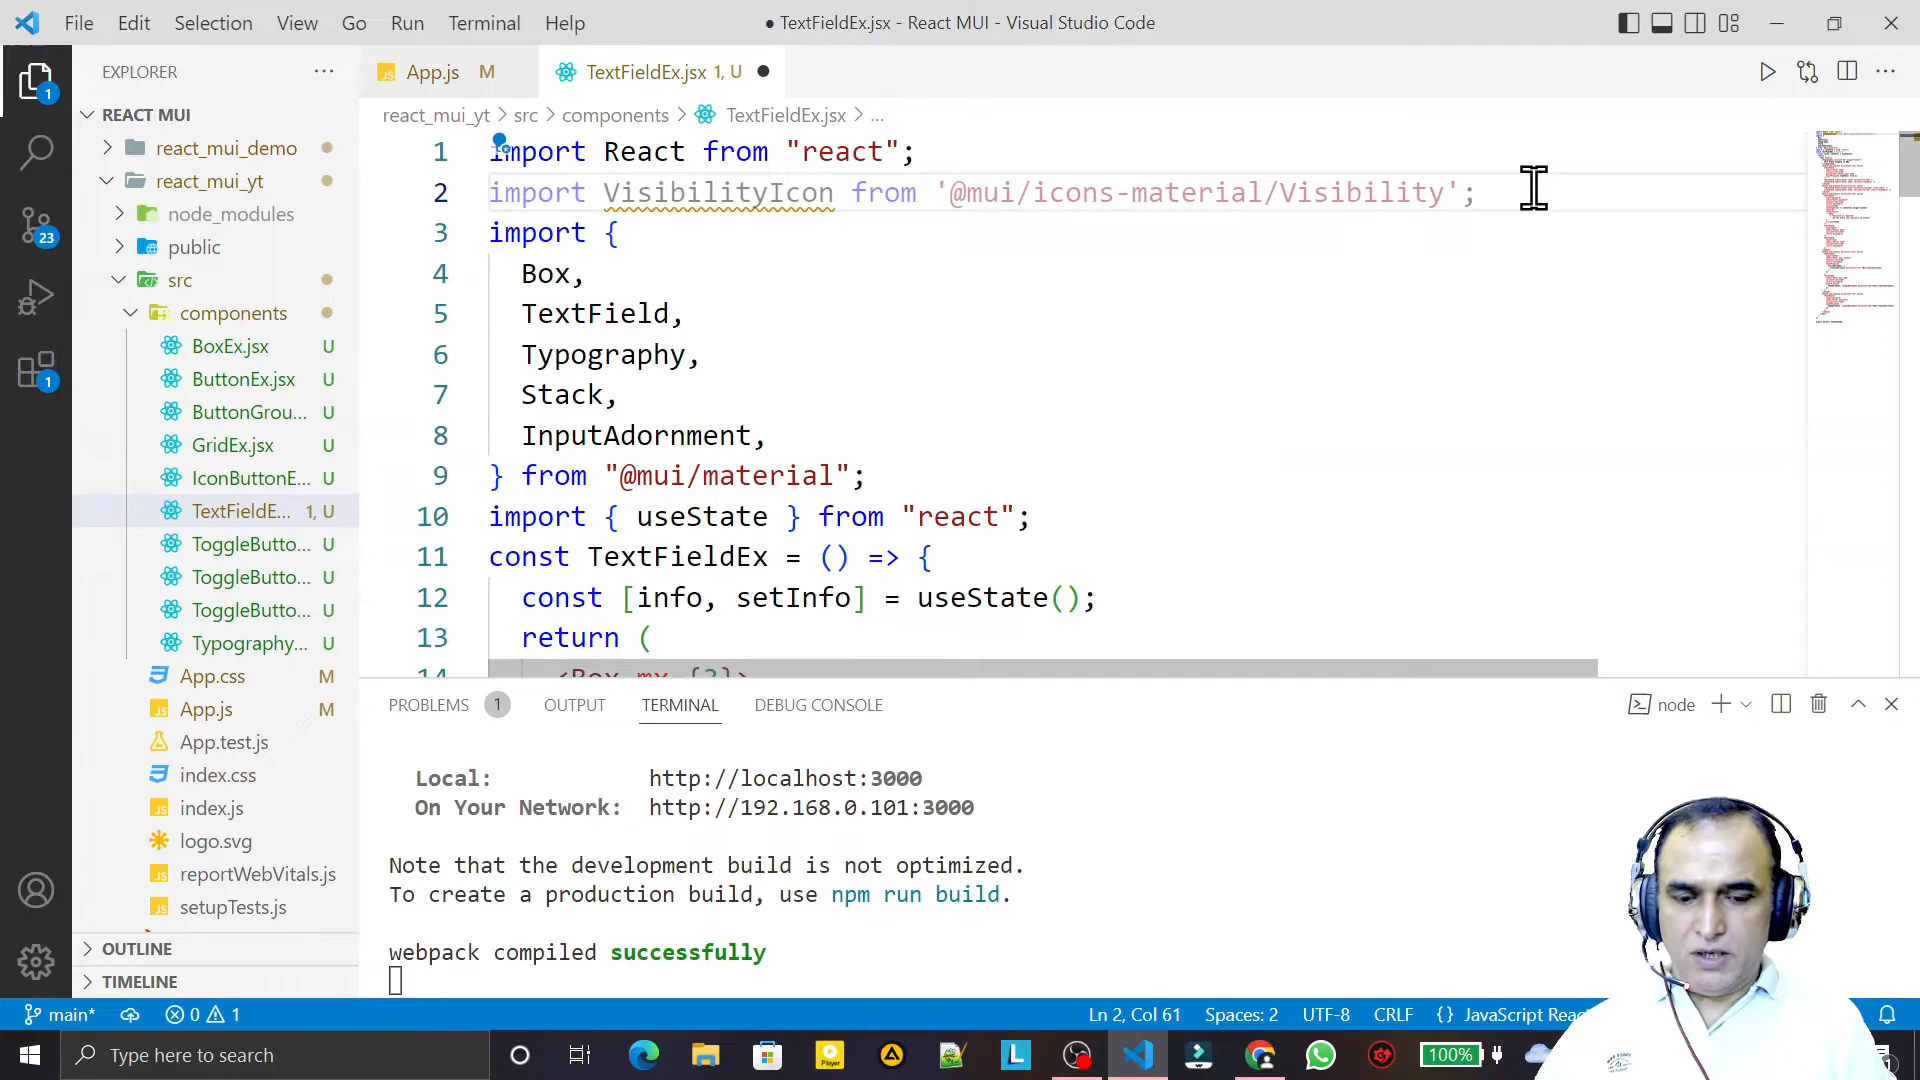 File Edit Selection View Go Run Terminal Help
● TextFieldEx.jsx - React MUI - Visual Studio Code
EXPLORER
App.js M
TextFieldEx.jsx 1, U
REACT MUI
react_mui_yt > src > components > TextFieldEx.jsx > ...
react_mui_demo
react_mui_yt
node_modules
public
src
components
BoxEx.jsx U
ButtonEx.jsx U
ButtonGrou... U
GridEx.jsx U
IconButtonE... U
TextFieldE... 1, U
ToggleButto... U
ToggleButto... U
ToggleButto... U
Typography... U
App.css M
App.js M
App.test.js
index.css
index.js
logo.svg
reportWebVitals.js
setupTests.js
OUTLINE
TIMELINE
1
23
1
1 import React from "react";
2 import VisibilityIcon from '@mui/icons-material/Visibility';
3 import {
4 Box,
5 TextField,
6 Typography,
7 Stack,
8 InputAdornment,
9 } from "@mui/material";
10 import { useState } from "react";
11 const TextFieldEx = () => {
12 const [info, setInfo] = useState();
13 return (
14 <Box mx={3}>
PROBLEMS 1 OUTPUT TERMINAL DEBUG CONSOLE
node
Local: http://localhost:3000
On Your Network: http://192.168.0.101:3000
Note that the development build is not optimized.
To create a production build, use npm run build.
webpack compiled successfully
main* 0 1
Ln 2, Col 61 Spaces: 2 UTF-8 CRLF {} JavaScript Reac
Type here to search
100%